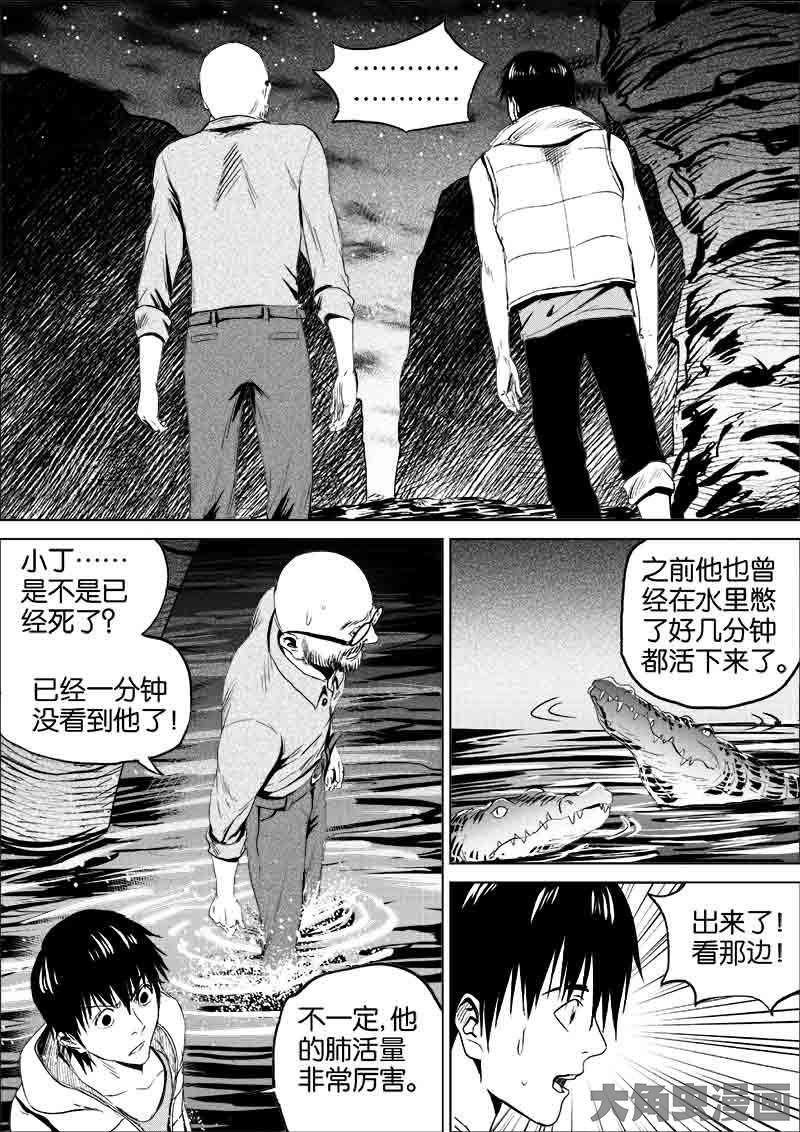 …………
…………
小丁……
是不是已
经死了？
已经一分钟
没看到他了！
不一定，他
的肺活量
非常厉害。
之前他也曾
经在水里憋
了好几分钟
都活下来了。
出来了！
看那边！
大角虫漫画